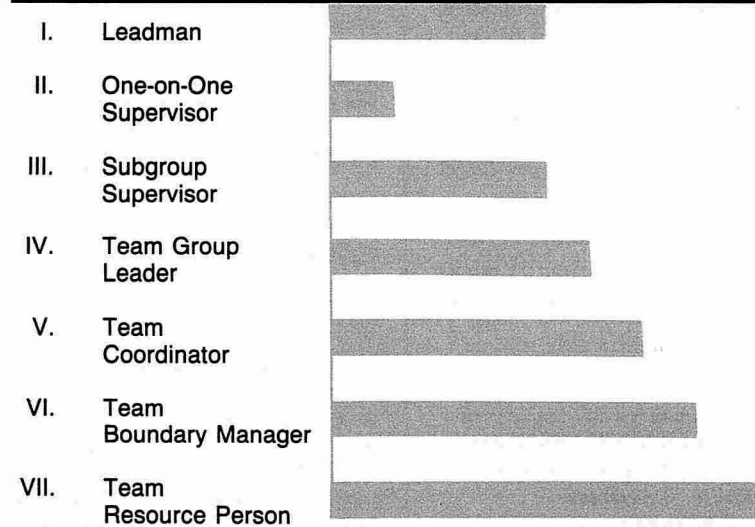 I. Leadman
II. One-on-One
Supervisor
III. Subgroup
Supervisor
IV. Team Group
Leader
V. Team
Coordinator
VI. Team
Boundary Manager
VII. Team
Resource Person